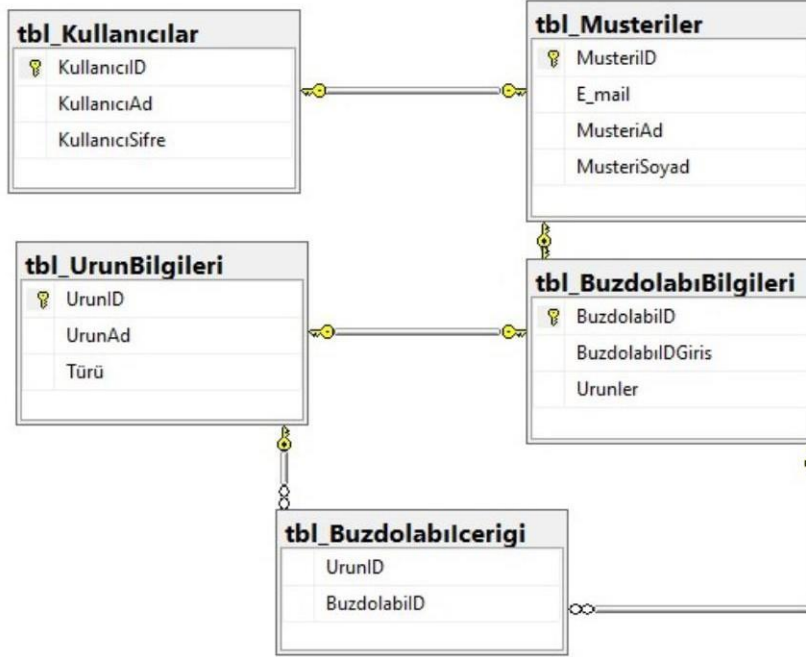 tbl_Kullanıcılar
KullanıcıID
KullanıcıAd
KullanıcıSifre
tbl_Musteriler
MusteriID
E_mail
MusteriAd
MusteriSoyad
tbl_UrunBilgileri
UrunID
UrunAd
Türü
tbl_BuzdolabıBilgileri
BuzdolabiID
BuzdolabıIDGiris
Urunler
tbl_BuzdolabıIcerigi
UrunID
BuzdolabiID